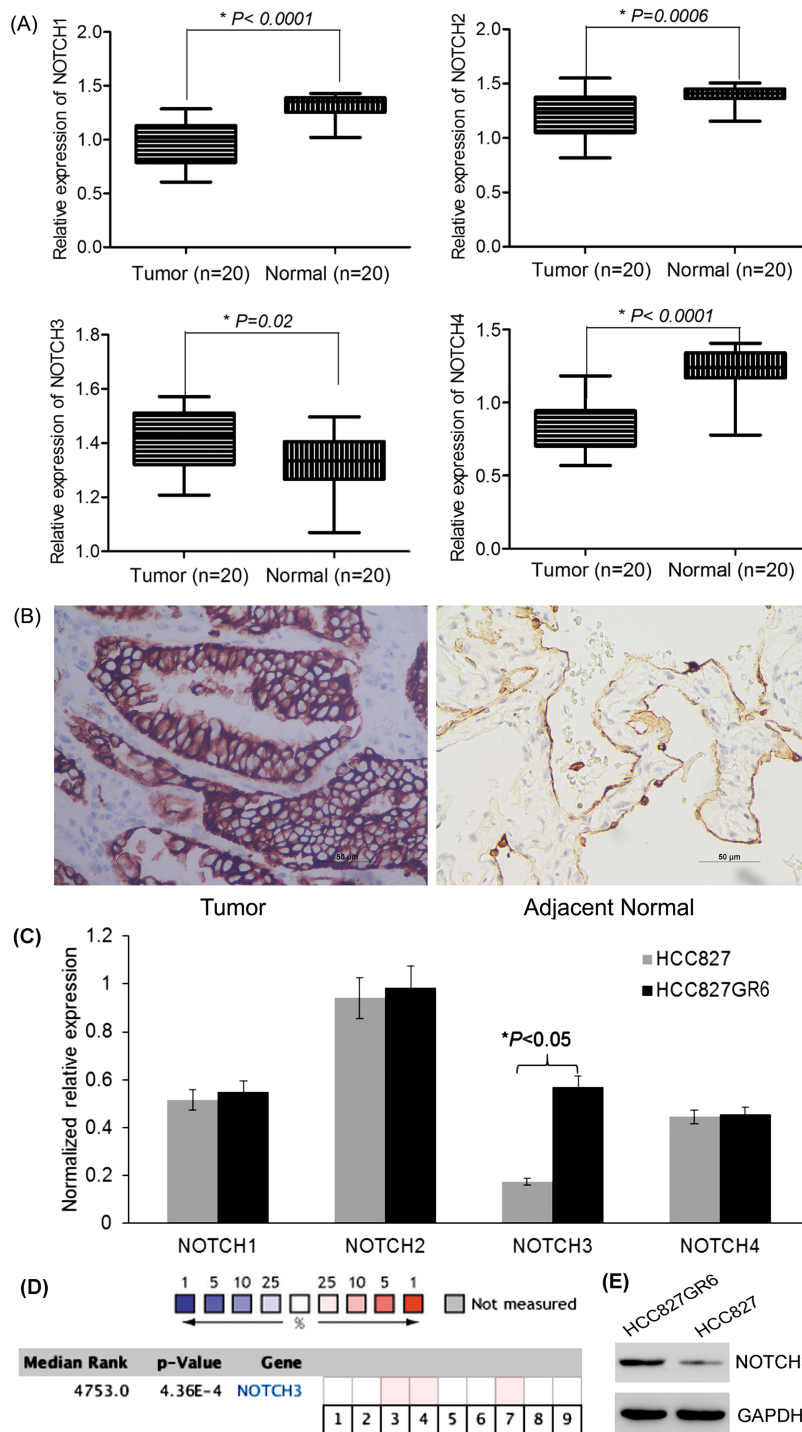 (A)
* P< 0.0001
Relative expression of NOTCH1
2.0
1.5
1.0
0.5
0.0
Tumor (n=20) Normal (n=20)
* P=0.0006
Relative expression of NOTCH2
2.0
1.5
1.0
0.5
0.0
Tumor (n=20) Normal (n=20)
* P=0.02
Relative expression of NOTCH3
1.8
1.6
1.4
1.2
1.0
Tumor (n=20) Normal (n=20)
* P< 0.0001
Relative expression of NOTCH4
1.5
1.0
0.5
0.0
Tumor (n=20) Normal (n=20)
(B)
50 µm
50 µm
Tumor
Adjacent Normal
(C)
Normalized relative expression
1.2
1
0.8
0.6
0.4
0.2
0
HCC827
HCC827GR6
*P<0.05
NOTCH1 NOTCH2 NOTCH3 NOTCH4
(D)
1 5 10 25 25 10 5 1
%
Not measured
Median Rank p-Value Gene
4753.0 4.36E-4 NOTCH3
1 2 3 4 5 6 7 8 9
(E)
HCC827GR6 HCC827
NOTCH
GAPDH